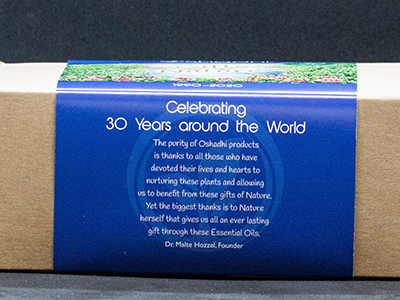 Celebrating
30 Years around the World
The purity of Oshadhi products
is thanks to all those who have
devoted their lives and hearts to
nurturing these plants and allowing
us to benefit from these gifts of Nature.
Yet the biggest thanks is to Nature
herself that gives us all an ever lasting
gift through these Essential Oils.
Dr. Malte Hozzel, Founder